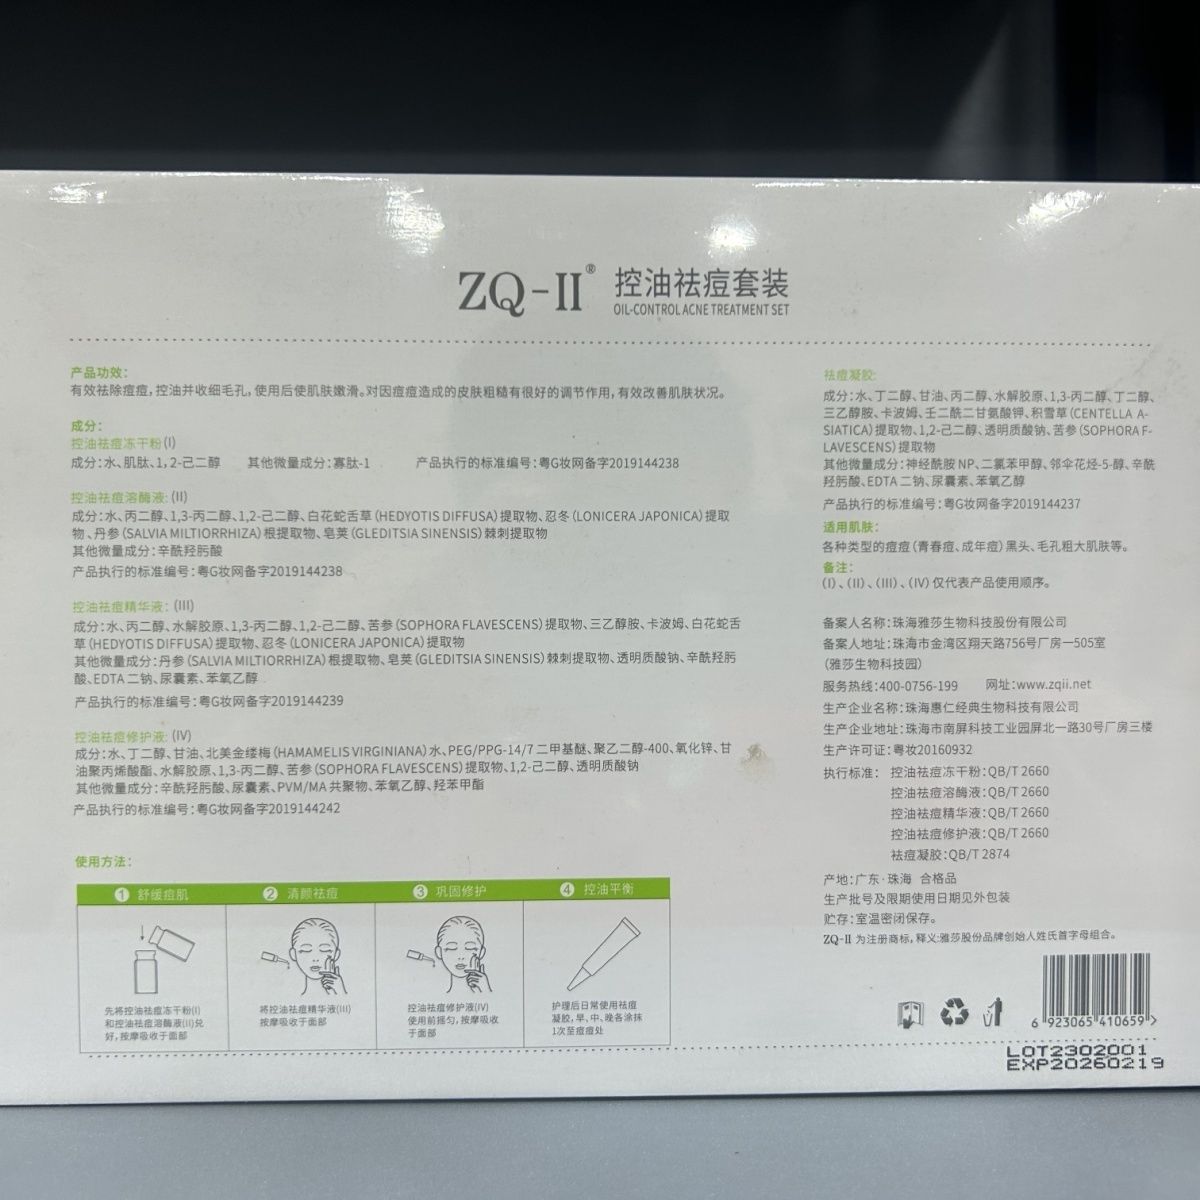 ZQ-II® 控油祛痘套装
OIL-CONTROL ACNE TREATMENT SET
产品功效：
有效祛除痘痘，控油并收细毛孔，使用后使肌肤嫩滑。对因痘痘造成的皮肤粗糙有很好的调节作用，有效改善肌肤状况。
成分：
控油祛痘冻干粉(I)
成分：水、肌肽、1，2-己二醇 其他微量成分：寡肽-1 产品执行的标准编号：粤G妆网备字2019144238
控油祛痘溶酶液：(II)
成分：水、丙二醇、1,3-丙二醇、1,2-己二醇、白花蛇舌草(HEDYOTIS DIFFUSA)提取物、忍冬(LONICERA JAPONICA)提取
物、丹参(SALVIA MILTIORRHIZA)根提取物、皂荚(GLEDITSIA SINENSIS)棘刺提取物
其他微量成分：辛酰羟肟酸
产品执行的标准编号：粤G妆网备字2019144238
控油祛痘精华液：(III)
成分：水、丙二醇、水解胶原、1,3-丙二醇、1,2-己二醇、苦参(SOPHORA FLAVESCENS)提取物、三乙醇胺、卡波姆、白花蛇舌
草(HEDYOTIS DIFFUSA)提取物、忍冬(LONICERA JAPONICA)提取物
其他微量成分：丹参(SALVIA MILTIORRHIZA)根提取物、皂荚(GLEDITSIA SINENSIS)棘刺提取物、透明质酸钠、辛酰羟肟
酸、EDTA 二钠、尿囊素、苯氧乙醇
产品执行的标准编号：粤G妆网备字2019144239
控油祛痘修护液：(IV)
成分：水、丁二醇、甘油、北美金缕梅(HAMAMELIS VIRGINIANA)水、PEG/PPG-14/7 二甲基醚、聚乙二醇-400、氧化锌、甘
油聚丙烯酸酯、水解胶原、1,3-丙二醇、苦参(SOPHORA FLAVESCENS)提取物、1,2-己二醇、透明质酸钠
其他微量成分：辛酰羟肟酸、尿囊素、PVM/MA 共聚物、苯氧乙醇、羟苯甲酯
产品执行的标准编号：粤G妆网备字2019144242
使用方法：
1 舒缓痘肌
先将控油祛痘冻干粉(I)
和控油祛痘溶酶液(II)兑
好，按摩吸收于面部
2 清颜祛痘
将控油祛痘精华液(III)
按摩吸收于面部
3 巩固修护
控油祛痘修护液(IV)
使用前摇匀，按摩吸收
于面部
4 控油平衡
护理后日常使用祛痘
凝胶，早、中、晚各涂抹
1次至痘痘处
祛痘凝胶：
成分：水、丁二醇、甘油、丙二醇、水解胶原、1,3-丙二醇、丁二醇、
三乙醇胺、卡波姆、壬二酰二甘氨酸钾、积雪草(CENTELLA A-
SIATICA)提取物、1,2-己二醇、透明质酸钠、苦参(SOPHORA F-
LAVESCENS)提取物
其他微量成分：神经酰胺 NP、二氯苯甲醇、邻伞花烃-5-醇、辛酰
羟肟酸、EDTA 二钠、尿囊素、苯氧乙醇
产品执行的标准编号：粤G妆网备字2019144237
适用肌肤：
各种类型的痘痘(青春痘、成年痘)黑头、毛孔粗大肌肤等。
备注：
(I)、(II)、(III)、(IV)仅代表产品使用顺序。
备案人名称：珠海雅莎生物科技股份有限公司
备案人地址：珠海市金湾区翔天路756号厂房一505室
(雅莎生物科技园)
服务热线：400-0756-199 网址：www.zqii.net
生产企业名称：珠海惠仁经典生物科技有限公司
生产企业地址：珠海市南屏科技工业园屏北一路30号厂房三楼
生产许可证：粤妆20160932
执行标准： 控油祛痘冻干粉：QB/T 2660
控油祛痘溶酶液：QB/T 2660
控油祛痘精华液：QB/T 2660
控油祛痘修护液：QB/T 2660
祛痘凝胶：QB/T 2874
产地：广东·珠海 合格品
生产批号及限期使用日期见外包装
贮存：室温密闭保存。
ZQ-II 为注册商标，释义：雅莎股份品牌创始人姓氏首字母组合。
6 923065 410659 >
LOT2302001
EXP20260219